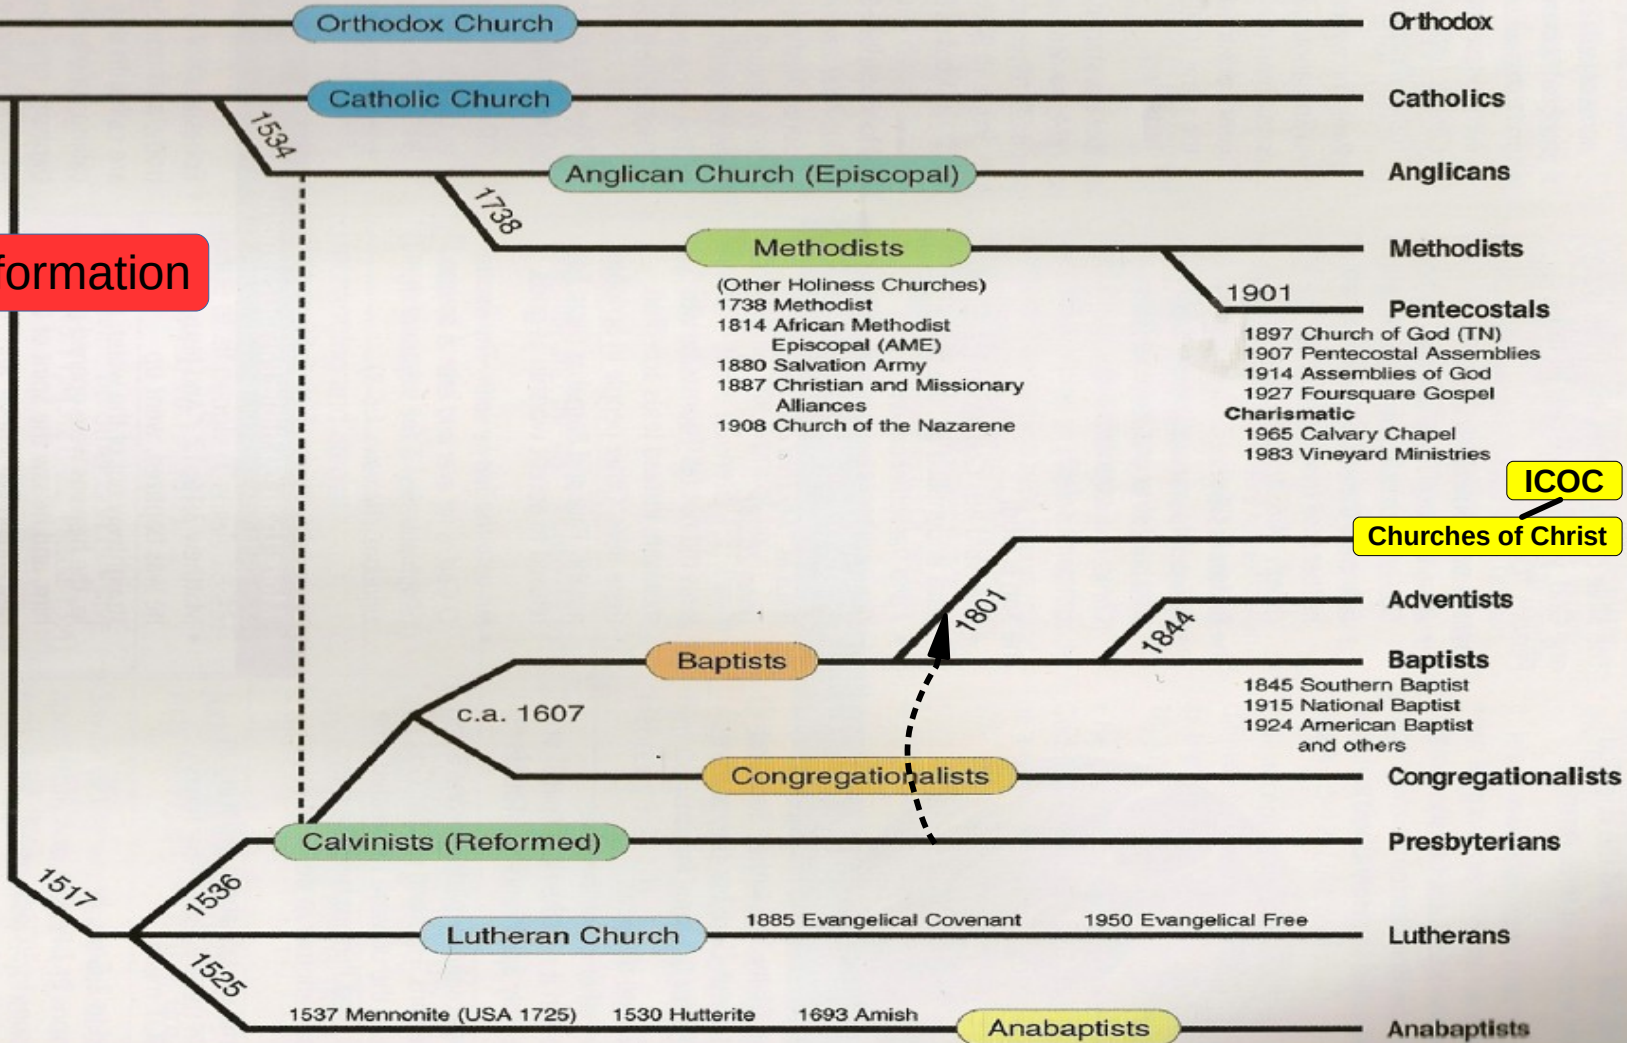 Orthodox Church
Orthodox
Catholic Church
Catholics
1534
Anglican Church (Episcopal)
Anglicans
1738
Methodists
Methodists
formation
(Other Holiness Churches)
1738 Methodist
1814 African Methodist
Episcopal (AME)
1880 Salvation Army
1887 Christian and Missionary
Alliances
1908 Church of the Nazarene
1901
Pentecostals
1897 Church of God (TN)
1907 Pentecostal Assemblies
1914 Assemblies of God
1927 Foursquare Gospel
Charismatic
1965 Calvary Chapel
1983 Vineyard Ministries
ICOC
Churches of Christ
1801
Adventists
1844
Baptists
Baptists
1845 Southern Baptist
1915 National Baptist
1924 American Baptist
and others
c.a. 1607
Congregationalists
Congregationalists
Calvinists (Reformed)
Presbyterians
1517
1536
Lutheran Church
1885 Evangelical Covenant
1950 Evangelical Free
Lutherans
1525
1537 Mennonite (USA 1725)
1530 Hutterite
1693 Amish
Anabaptists
Anabaptists